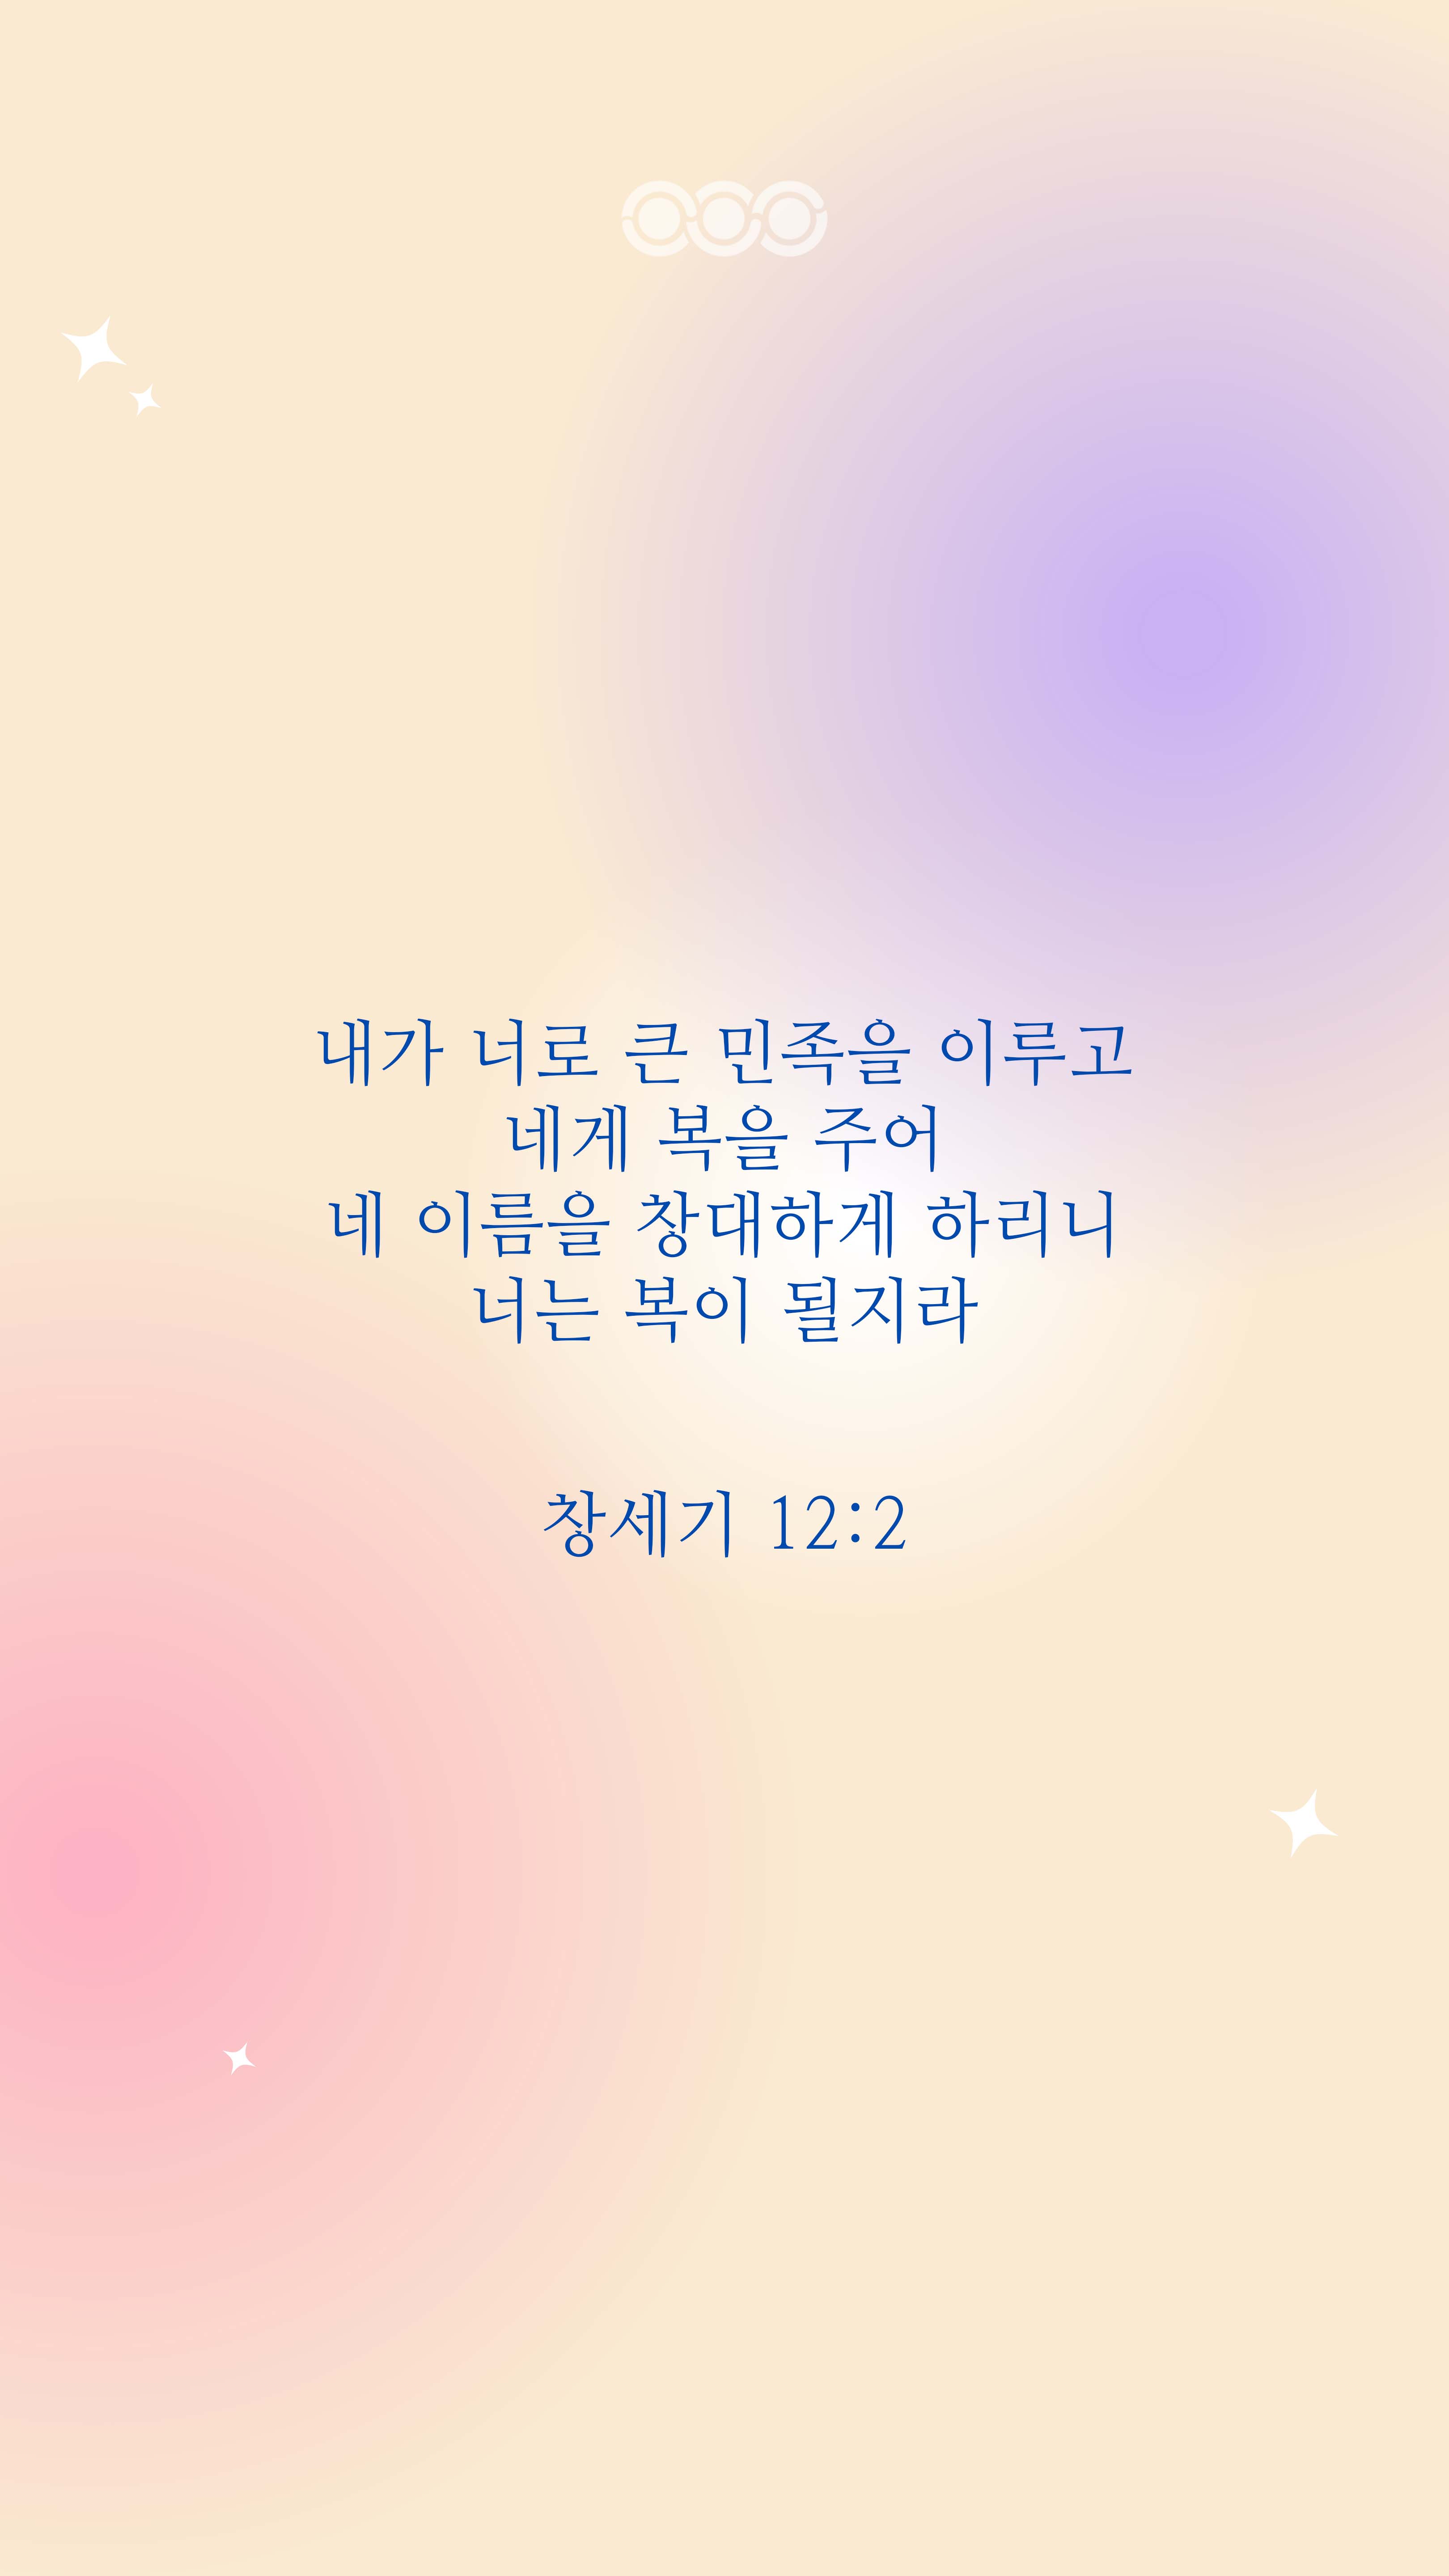 내가 너로 큰 민족을 이루고
네게 복을 주어
네 이름을 창대하게 하리니
너는 복이 될지라
창세기 12:2